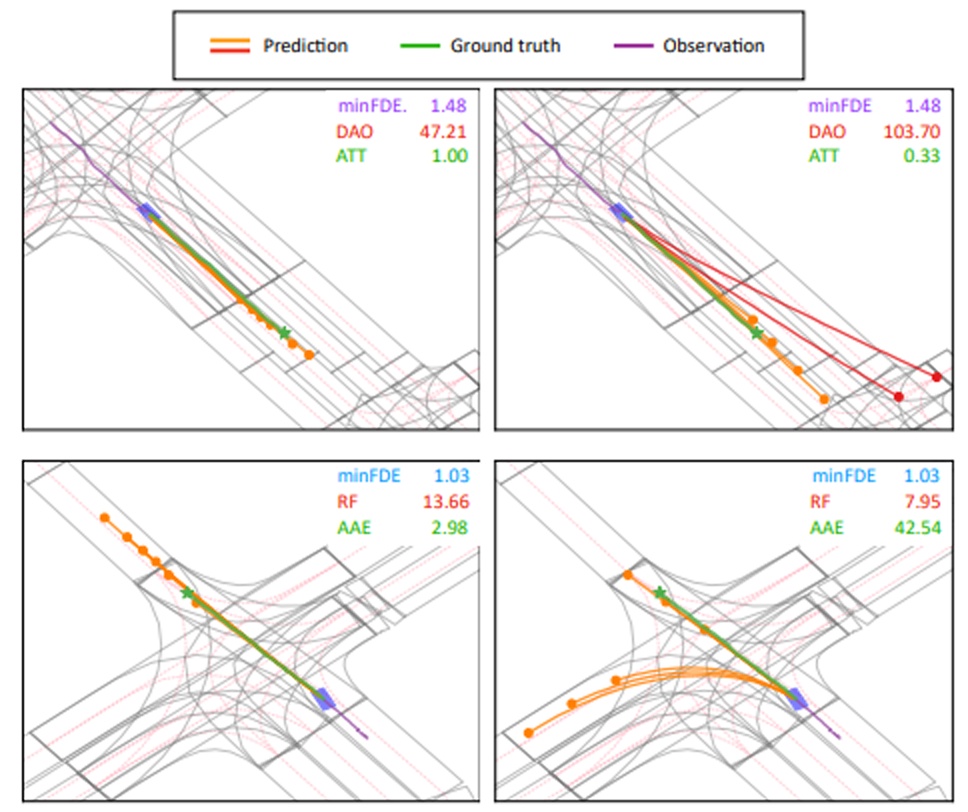 Prediction Ground truth Observation
minFDE. 1.48
DAO 47.21
ATT 1.00
minFDE 1.48
DAO 103.70
ATT 0.33
minFDE 1.03
RF 13.66
AAE 2.98
minFDE 1.03
RF 7.95
AAE 42.54